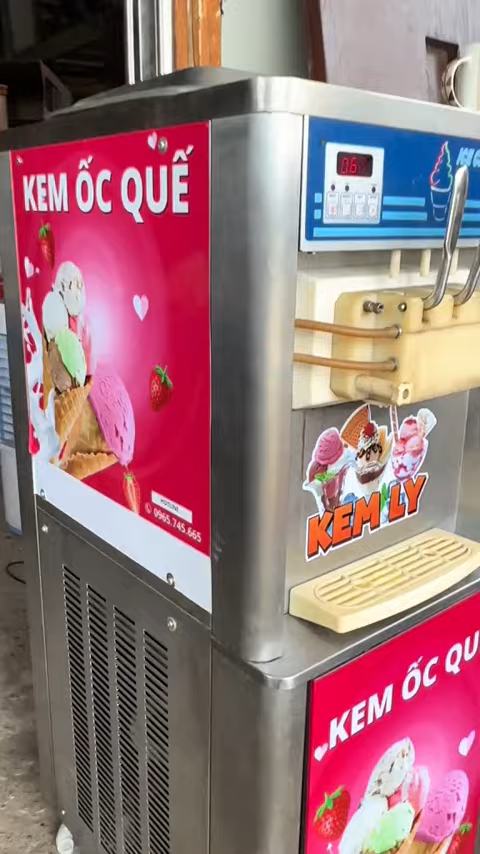 KEM ỐC QUẾ
HOTLINE
0965.745.665
ICE
06
KEM LY
KEM ỐC QU